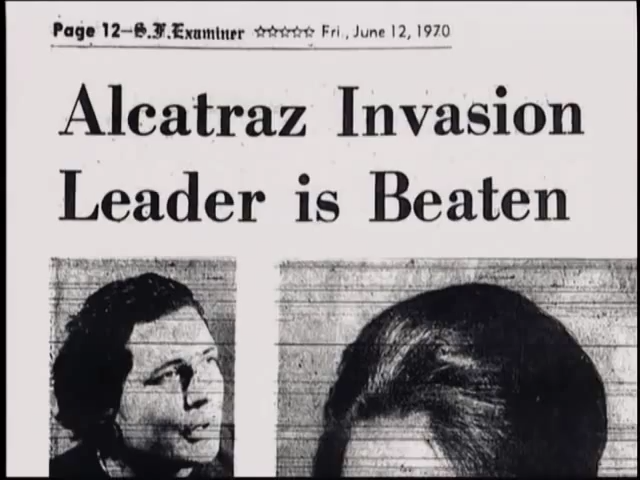 Page 12—S.F.Examiner ☆☆☆☆☆ Fri., June 12, 1970
Alcatraz Invasion
Leader is Beaten